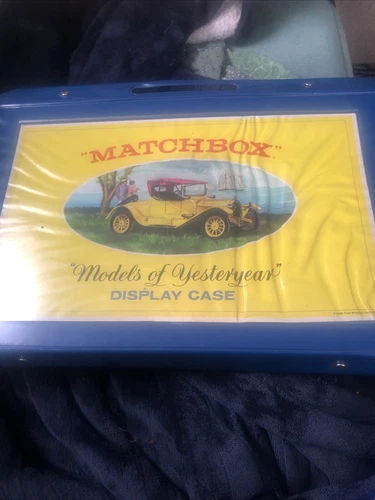 "MATCHBOX"
"Models of Yesteryear"
DISPLAY CASE